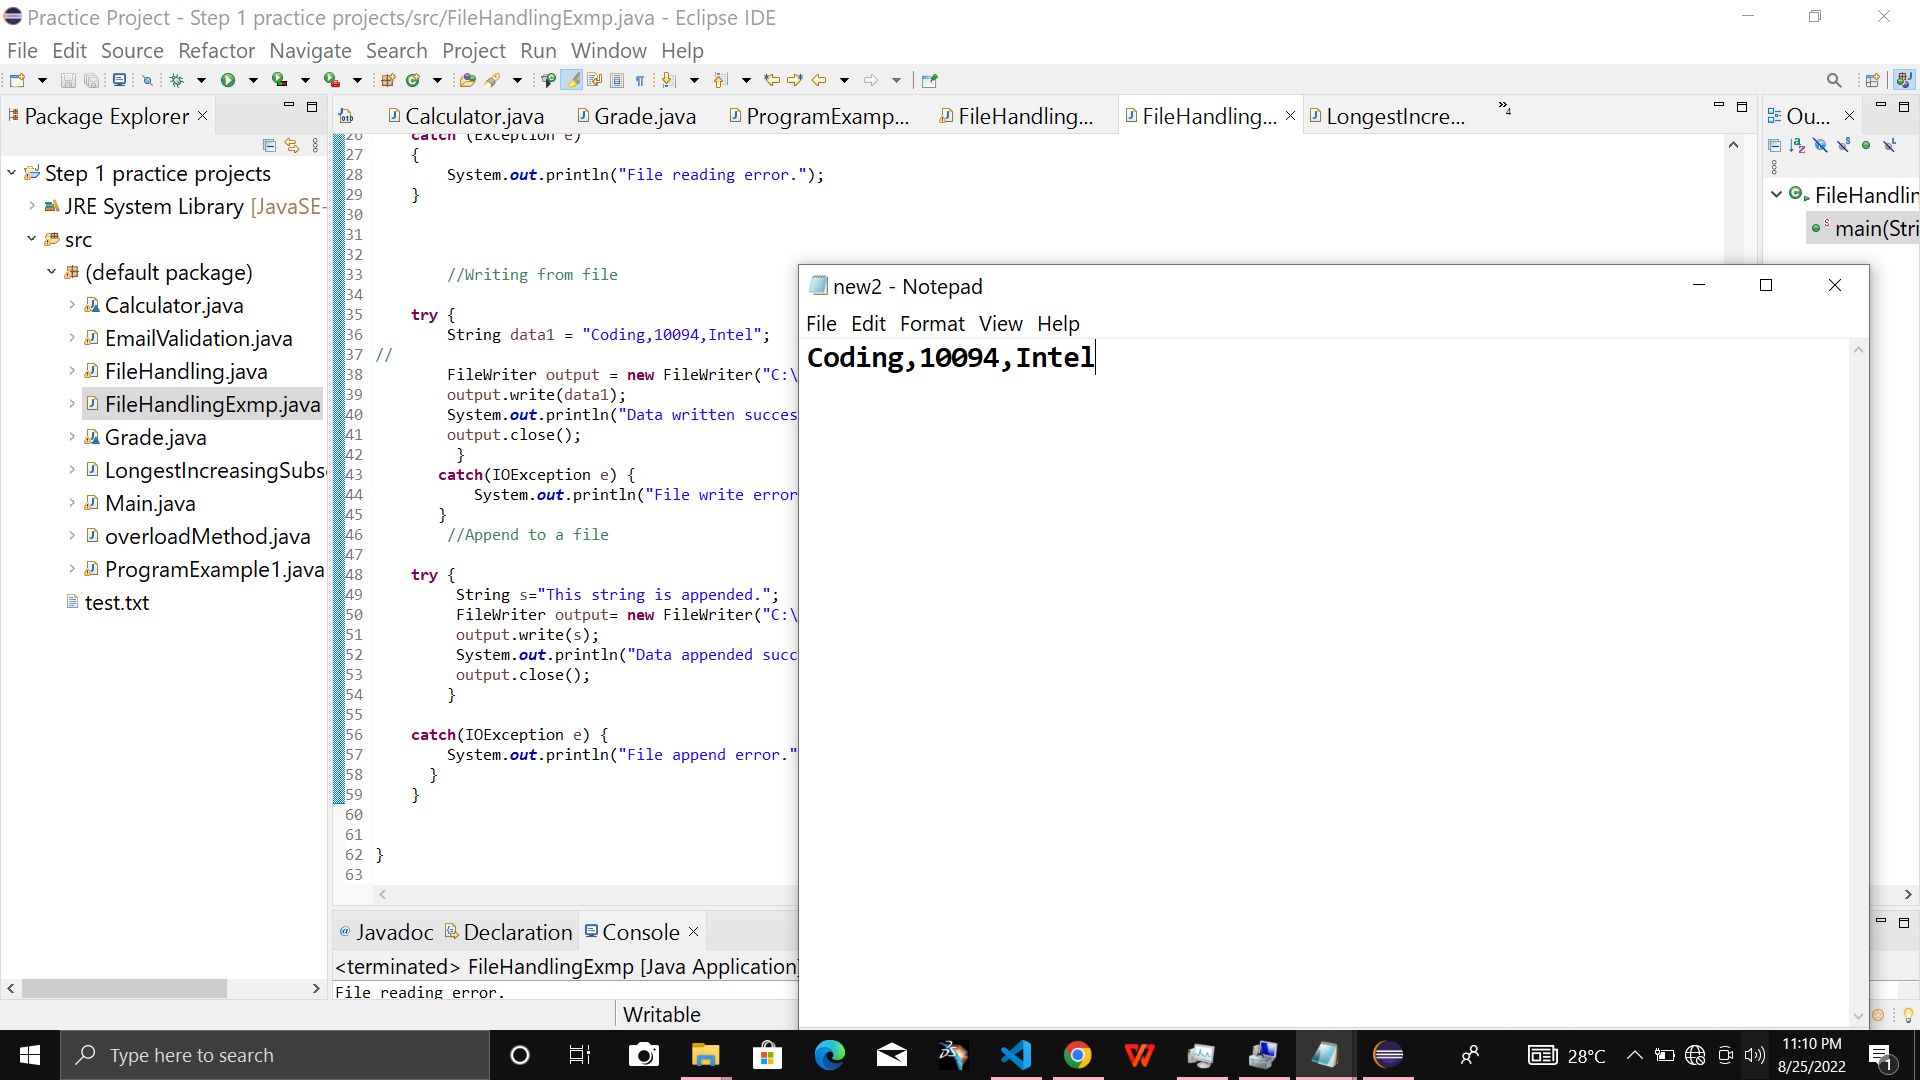 Practice Project - Step 1 practice projects/src/FileHandlingExmp.java - Eclipse IDE
File Edit Source Refactor Navigate Search Project Run Window Help
Package Explorer
Step 1 practice projects
JRE System Library [JavaSE-
src
(default package)
Calculator.java
EmailValidation.java
FileHandling.java
FileHandlingExmp.java
Grade.java
LongestIncreasingSubs
Main.java
overloadMethod.java
ProgramExample1.java
test.txt
Calculator.java Grade.java ProgramExamp... FileHandling... FileHandling... LongestIncre... 4
26 catch (Exception e)
27 {
28 System.out.println("File reading error.");
29 }
30
31
32
33 //Writing from file
34
35 try {
36 String data1 = "Coding,10094,Intel";
37 //
38 FileWriter output = new FileWriter("C:\
39 output.write(data1);
40 System.out.println("Data written succes
41 output.close();
42 }
43 catch(IOException e) {
44 System.out.println("File write error
45 }
46 //Append to a file
47
48 try {
49 String s="This string is appended.";
50 FileWriter output= new FileWriter("C:\
51 output.write(s);
52 System.out.println("Data appended succ
53 output.close();
54 }
55
56 catch(IOException e) {
57 System.out.println("File append error."
58 }
59 }
60
61
62 }
63
Ou...
FileHandlin
main(Stri
new2 - Notepad
File Edit Format View Help
Coding,10094,Intel
Javadoc Declaration Console
<terminated> FileHandlingExmp [Java Application]
File reading error.
Writable
Type here to search
28°C
11:10 PM
8/25/2022
1